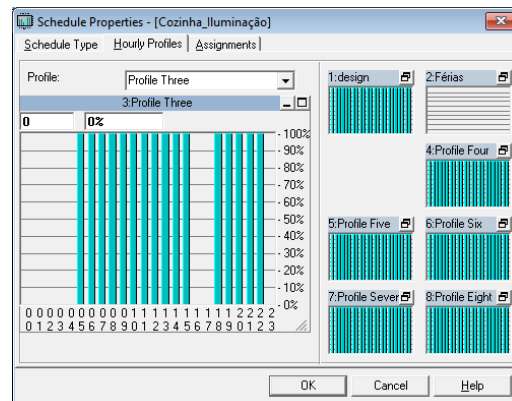 Schedule Properties - [Cozinha_Iluminação]
Schedule Type Hourly Profiles Assignments
Profile: Profile Three
3:Profile Three
0 0%
100%
90%
80%
70%
60%
50%
40%
30%
20%
10%
0%
0 0 0 0 0 0 0 0 0 0 1 1 1 1 1 1 1 1 1 1 2 2 2 2
0 1 2 3 4 5 6 7 8 9 0 1 2 3 4 5 6 7 8 9 0 1 2 3
1:design 2:Férias
4:Profile Four
5:Profile Five 6:Profile Six
7:Profile Sever 8:Profile Eight
OK Cancel Help